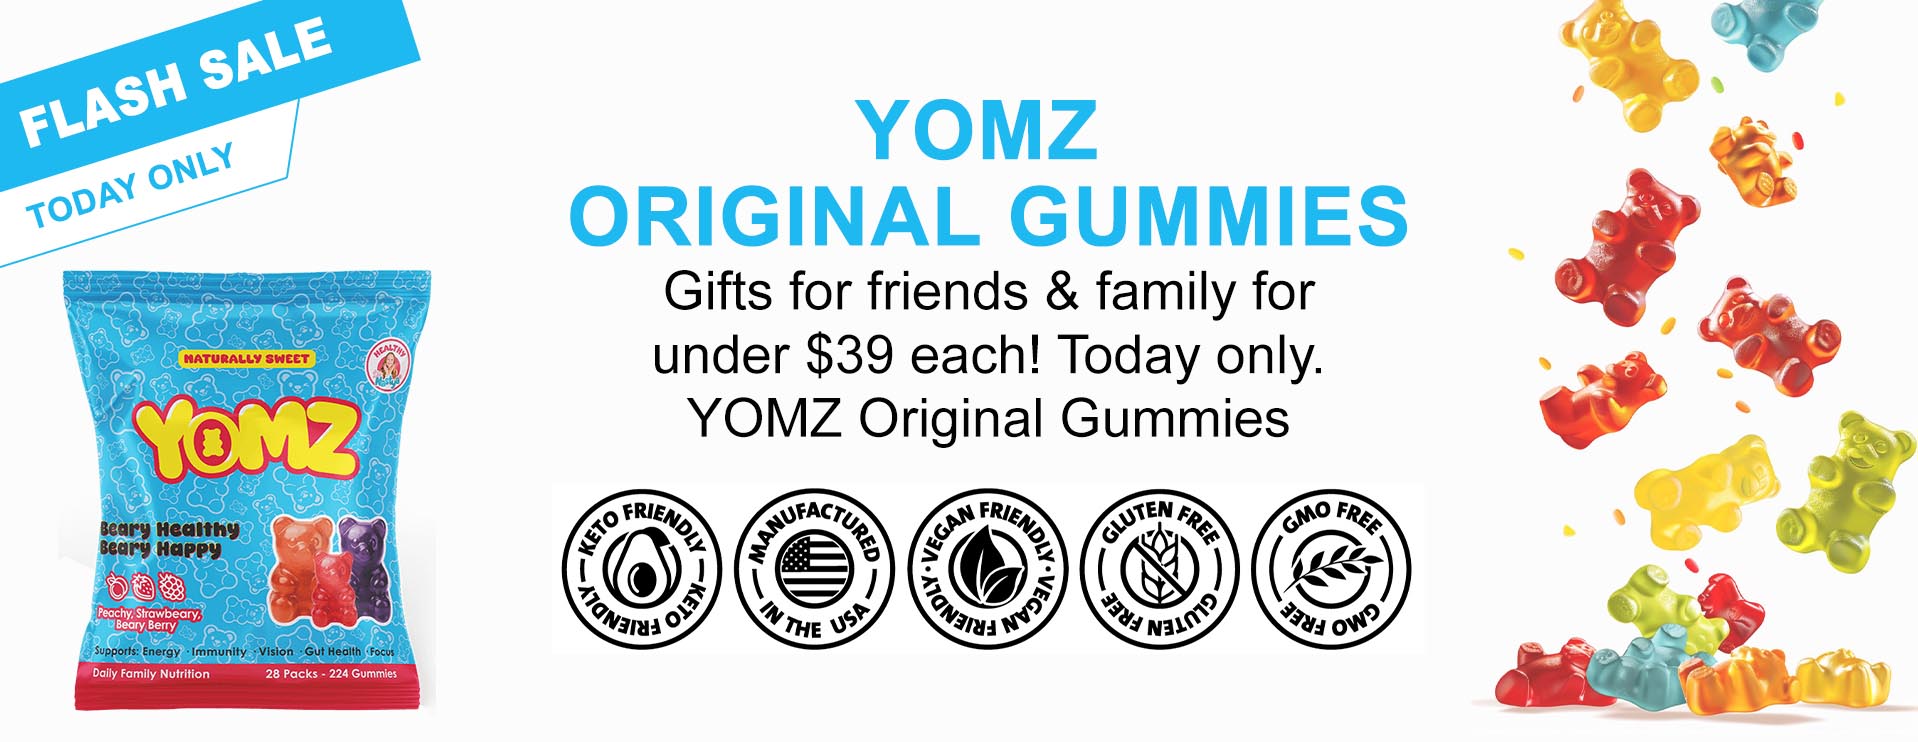 FLASH SALE
TODAY ONLY
YOMZ
ORIGINAL GUMMIES
Gifts for friends & family for
under $39 each! Today only.
YOMZ Original Gummies
KETO FRIENDLY
KETO FRIENDLY
MANUFACTURED
IN THE USA
VEGAN FRIENDLY
VEGAN FRIENDLY
GLUTEN FREE
GLUTEN FREE
GMO FREE
GMO FREE
NATURALLY SWEET
HEALTHY
YOMZ
Beary Healthy
Beary Happy
Peachy, Strawbeary,
Beary Berry
Supports: Energy · Immunity · Vision · Gut Health · Focus
Daily Family Nutrition
28 Packs - 224 Gummies